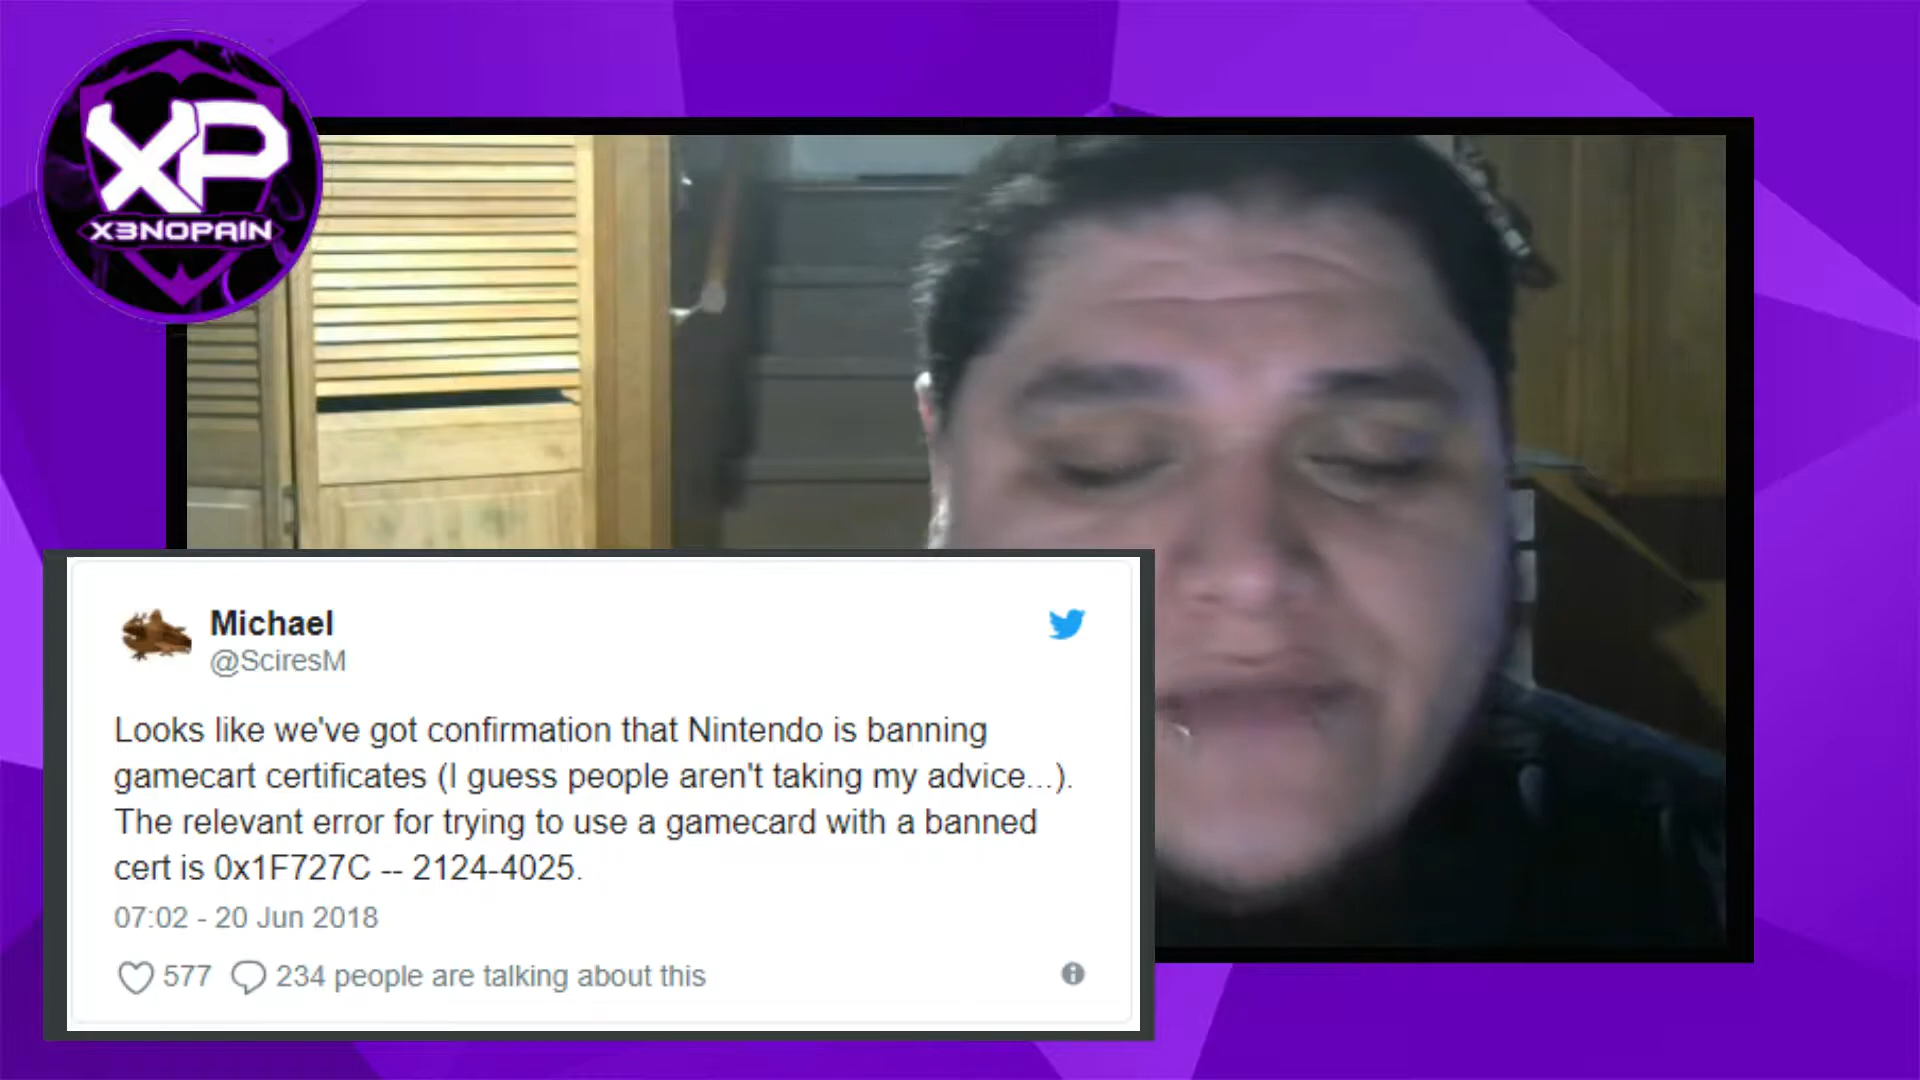 XP
X3NOPAIN
Michael
@SciresM
Looks like we've got confirmation that Nintendo is banning
gamecart certificates (I guess people aren't taking my advice...).
The relevant error for trying to use a gamecard with a banned
cert is 0x1F727C -- 2124-4025.
07:02 - 20 Jun 2018
577 234 people are talking about this